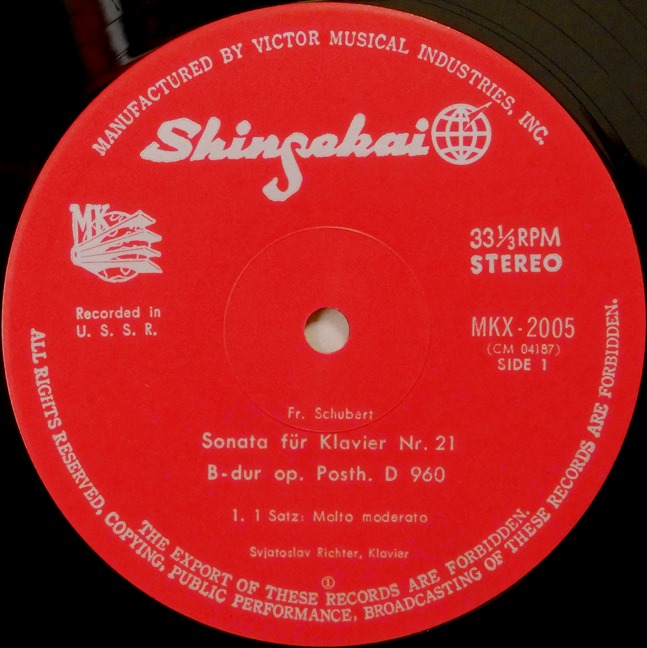 MANUFACTURED BY VICTOR MUSICAL INDUSTRIES, INC.
Shinsekai
MK
33⅓RPM
STEREO
Recorded in
U. S. S. R.
MKX-2005
(CM 04187)
SIDE 1
Fr. Schubert
Sonata für Klavier Nr. 21
B-dur op. Posth. D 960
1. 1 Satz: Molto moderato
Svjatoslav Richter, Klavier
①
THE EXPORT OF THESE RECORDS ARE FORBIDDEN.
ALL RIGHTS RESERVED, COPYING, PUBLIC PERFORMANCE, BROADCASTING OF THESE RECORDS ARE FORBIDDEN.